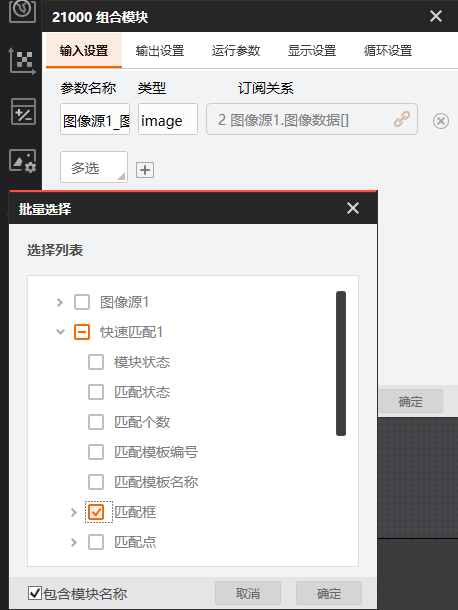 21000 组合模块
输入设置 输出设置 运行参数 显示设置 循环设置
参数名称 类型 订阅关系
图像源1_图 image 2 图像源1.图像数据[]
多选
批量选择
选择列表
图像源1
快速匹配1
模块状态
匹配状态
匹配个数
匹配模板编号
匹配模板名称
匹配框
匹配点
确定
包含模块名称 取消 确定